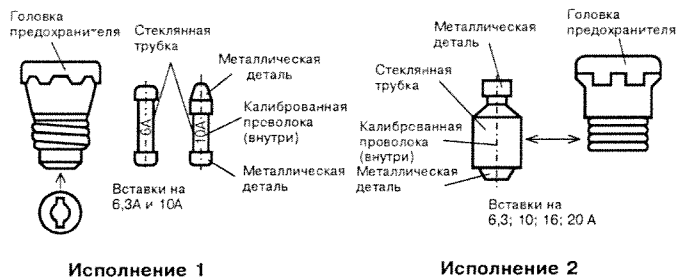 Головка
предохранителя
Стеклянная
трубка
Металлическая
деталь
6А
10А
Калиброванная
проволока
(внутри)
Металлическая
деталь
Вставки на
6,3А и 10А
Исполнение 1
Металлическая
деталь
Головка
предохранителя
Стеклянная
трубка
Калиброванная
проволока
(внутри)
Металлическая
деталь
Вставки на
6,3; 10; 16; 20 А
Исполнение 2